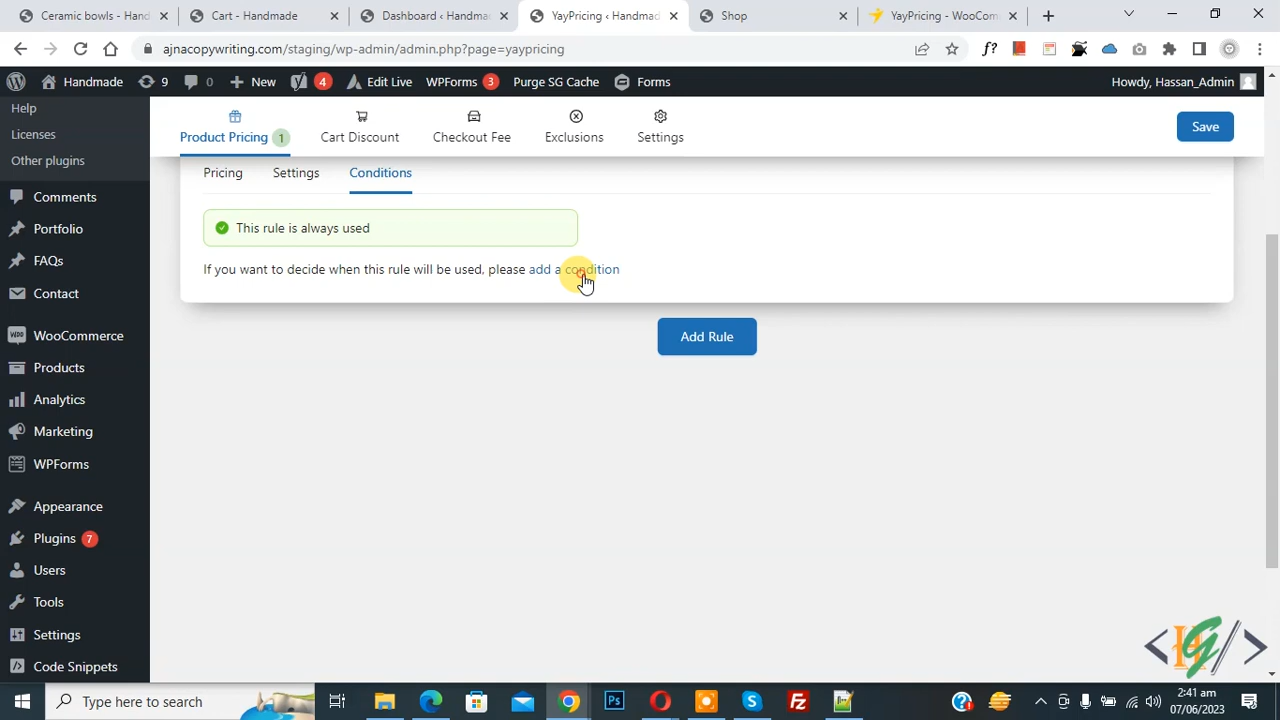 Ceramic bowls - Hand
Cart - Handmade
Dashboard ‹ Handma
YayPricing ‹ Handmad
Shop
YayPricing - WooCom
ajnacopywriting.com/staging/wp-admin/admin.php?page=yaypricing
Handmade 9 0 New 4 Edit Live WPForms 3 Purge SG Cache Forms Howdy, Hassan_Admin
Help
Licenses
Other plugins
Comments
Portfolio
FAQs
Contact
WooCommerce
Products
Analytics
Marketing
WPForms
Appearance
Plugins 7
Users
Tools
Settings
Code Snippets
Product Pricing 1 Cart Discount Checkout Fee Exclusions Settings Save
Pricing Settings Conditions
This rule is always used
If you want to decide when this rule will be used, please add a condition
Add Rule
Type here to search
2:41 am
07/06/2023